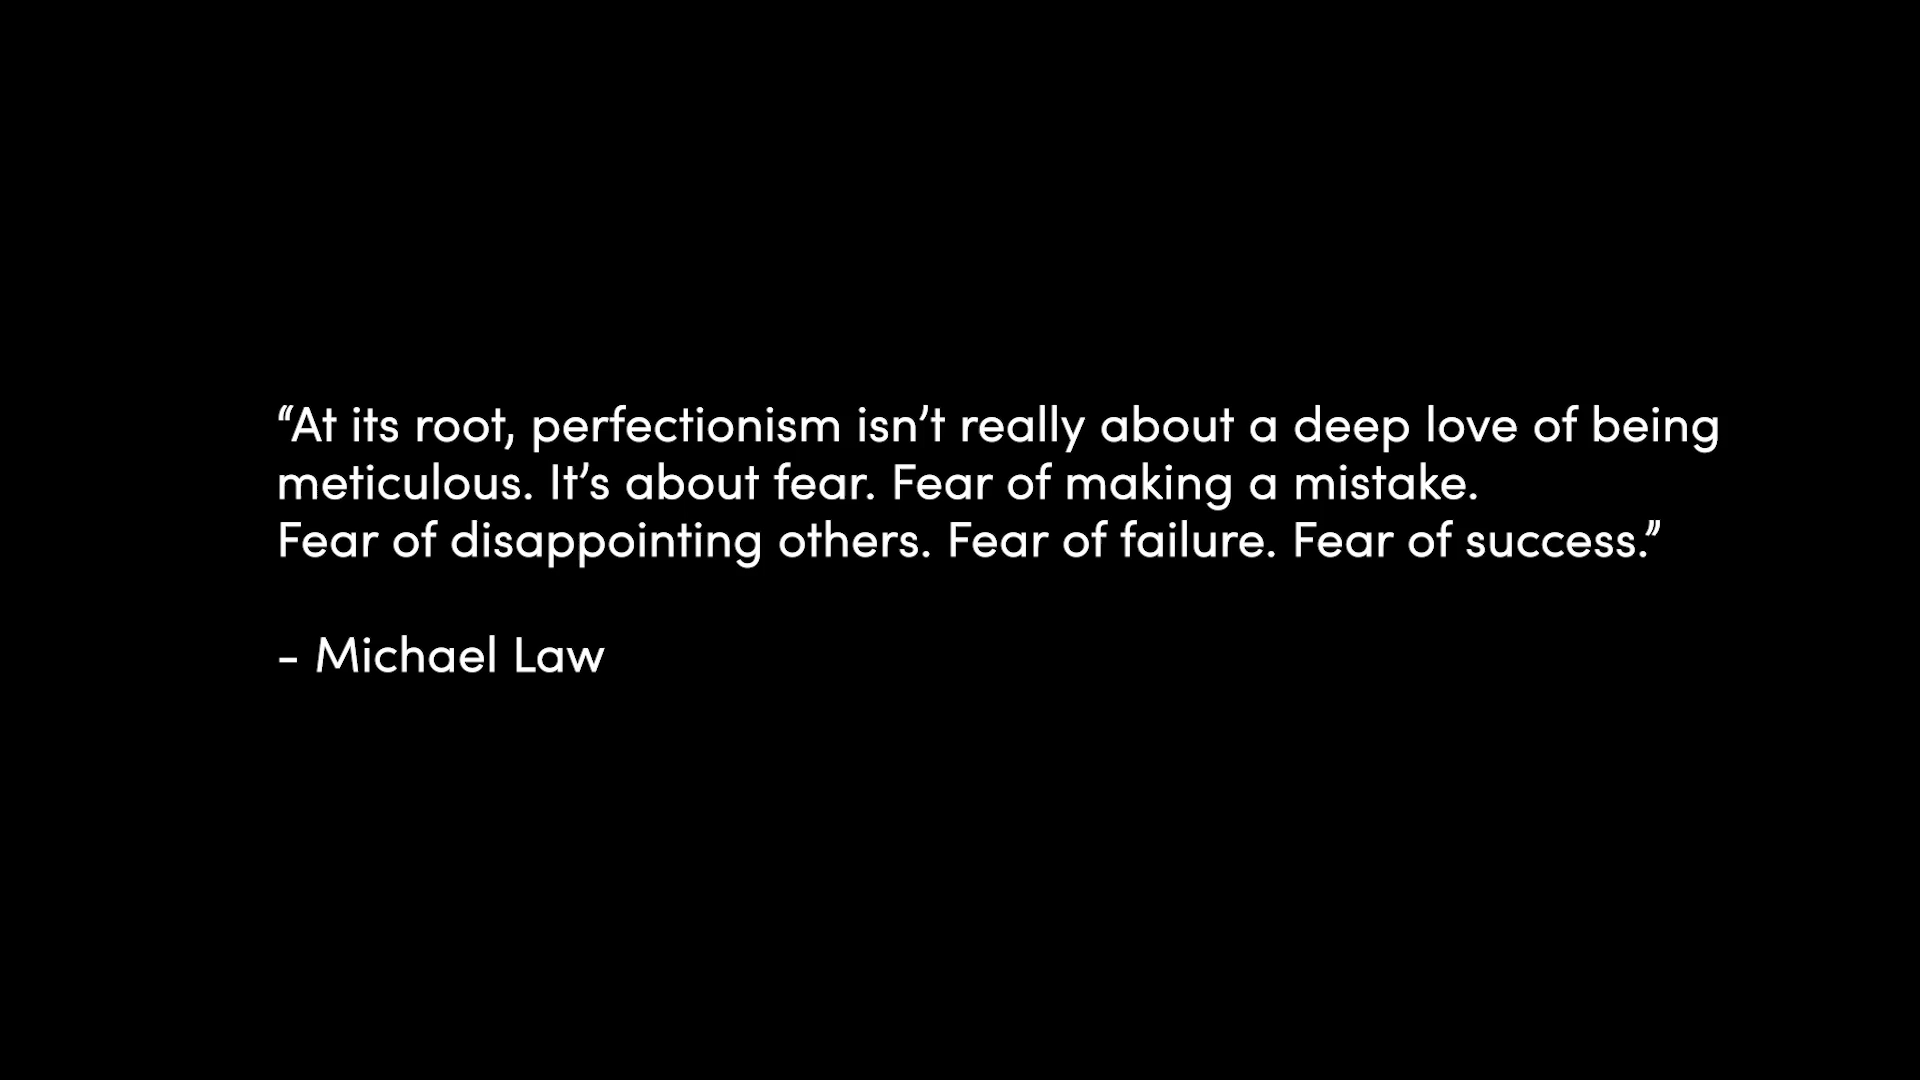 “At its root, perfectionism isn’t really about a deep love of being
meticulous. It’s about fear. Fear of making a mistake.
Fear of disappointing others. Fear of failure. Fear of success.”
- Michael Law